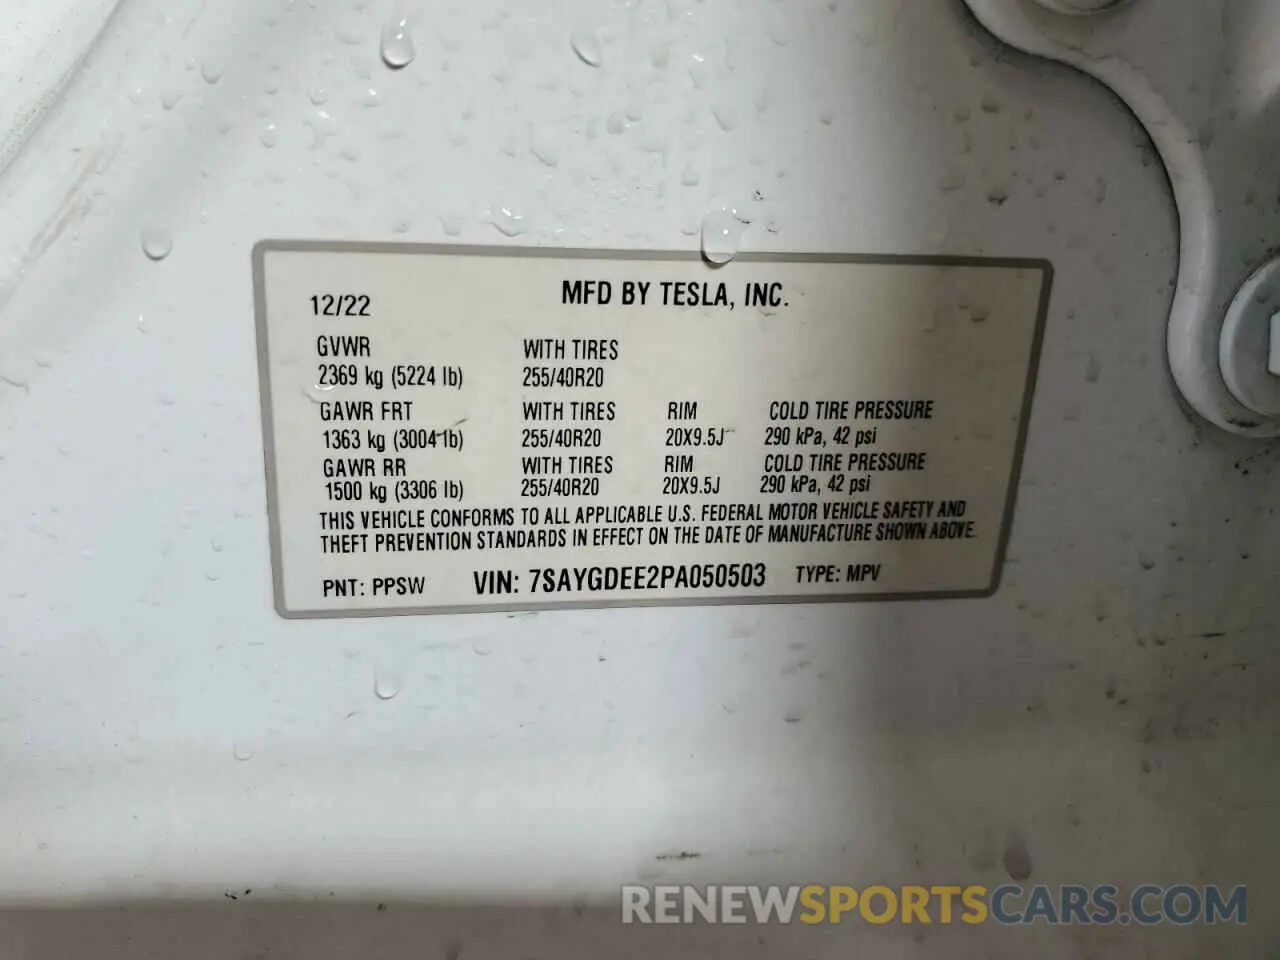 12/22 MFD BY TESLA, INC.
GVWR WITH TIRES
2369 kg (5224 lb) 255/40R20
GAWR FRT WITH TIRES RIM COLD TIRE PRESSURE
1363 kg (3004 lb) 255/40R20 20X9.5J 290 kPa, 42 psi
GAWR RR WITH TIRES RIM COLD TIRE PRESSURE
1500 kg (3306 lb) 255/40R20 20X9.5J 290 kPa, 42 psi
THIS VEHICLE CONFORMS TO ALL APPLICABLE U.S. FEDERAL MOTOR VEHICLE SAFETY AND
THEFT PREVENTION STANDARDS IN EFFECT ON THE DATE OF MANUFACTURE SHOWN ABOVE.
PNT: PPSW VIN: 7SAYGDEE2PA050503 TYPE: MPV
RENEWSPORTSCARS.COM